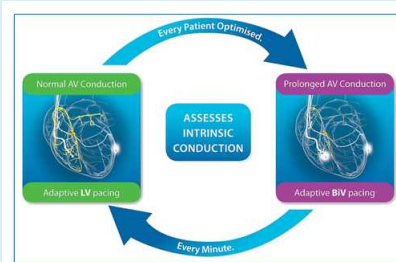 Every Patient Optimised.
Normal AV Conduction
Prolonged AV Conduction
ASSESSES
INTRINSIC
CONDUCTION
Adaptive LV pacing
Adaptive BiV pacing
Every Minute.